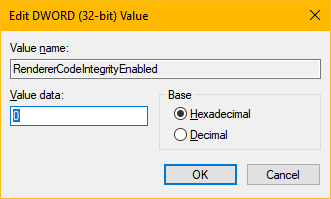 Edit DWORD (32-bit) Value
Value name:
RendererCodeIntegrityEnabled
Value data:
0
Base
Hexadecimal
Decimal
OK
Cancel